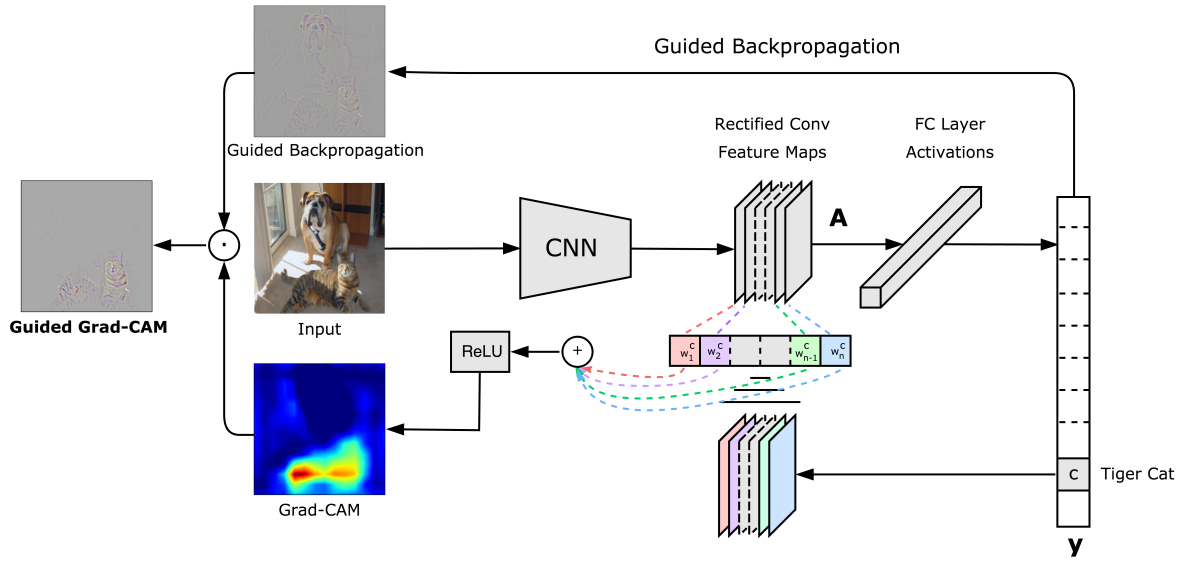 Guided Backpropagation
Rectified Conv
Feature Maps
FC Layer
Activations
Guided Backpropagation
A
CNN
Guided Grad-CAM
Input
ReLU
+
w₁ᶜ
w₂ᶜ
wₙ₋₁ᶜ
wₙᶜ
Grad-CAM
c
Tiger Cat
y